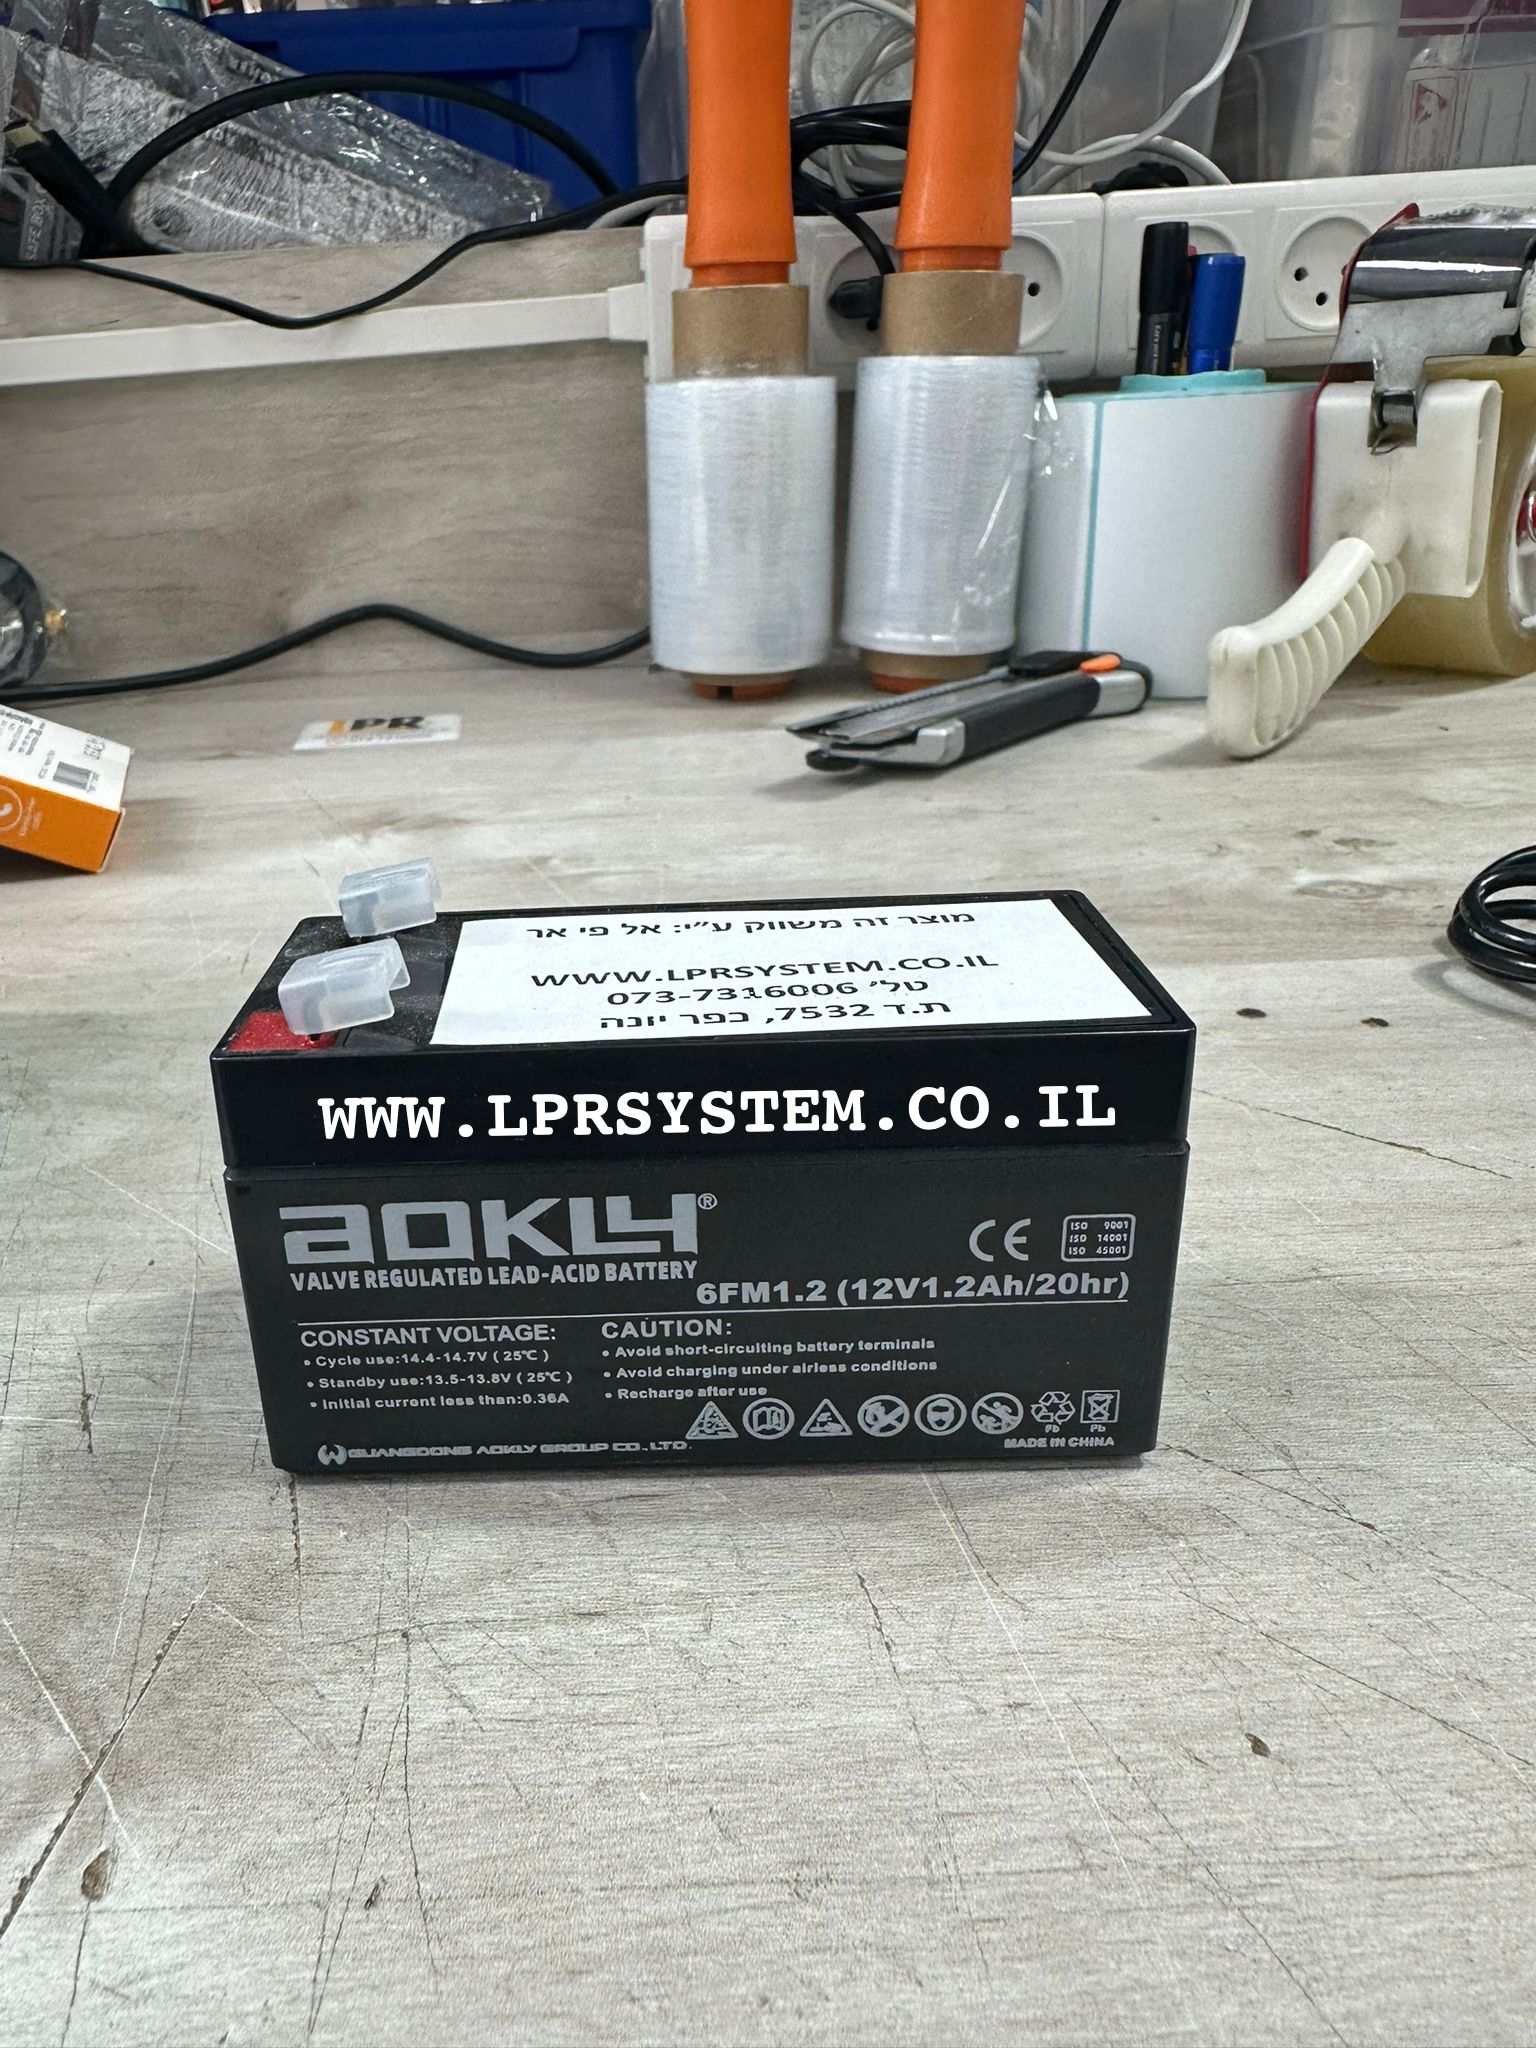 LPR
מוצר זה משווק ע"י: אל פי אר
WWW.LPRSYSTEM.CO.IL
טל' 073-7316006
ת.ד 7532, כפר יונה
WWW.LPRSYSTEM.CO.IL
AOKLY®
VALVE REGULATED LEAD-ACID BATTERY
CE
ISO 9001
ISO 14001
ISO 45001
6FM1.2 (12V1.2Ah/20hr)
CONSTANT VOLTAGE:
• Cycle use:14.4-14.7V ( 25℃ )
• Standby use:13.5-13.8V ( 25℃ )
• Initial current less than:0.36A
CAUTION:
• Avoid short-circuiting battery terminals
• Avoid charging under airless conditions
• Recharge after use
Pb
Pb
GUANGDONG AOKLY GROUP CO., LTD.
MADE IN CHINA